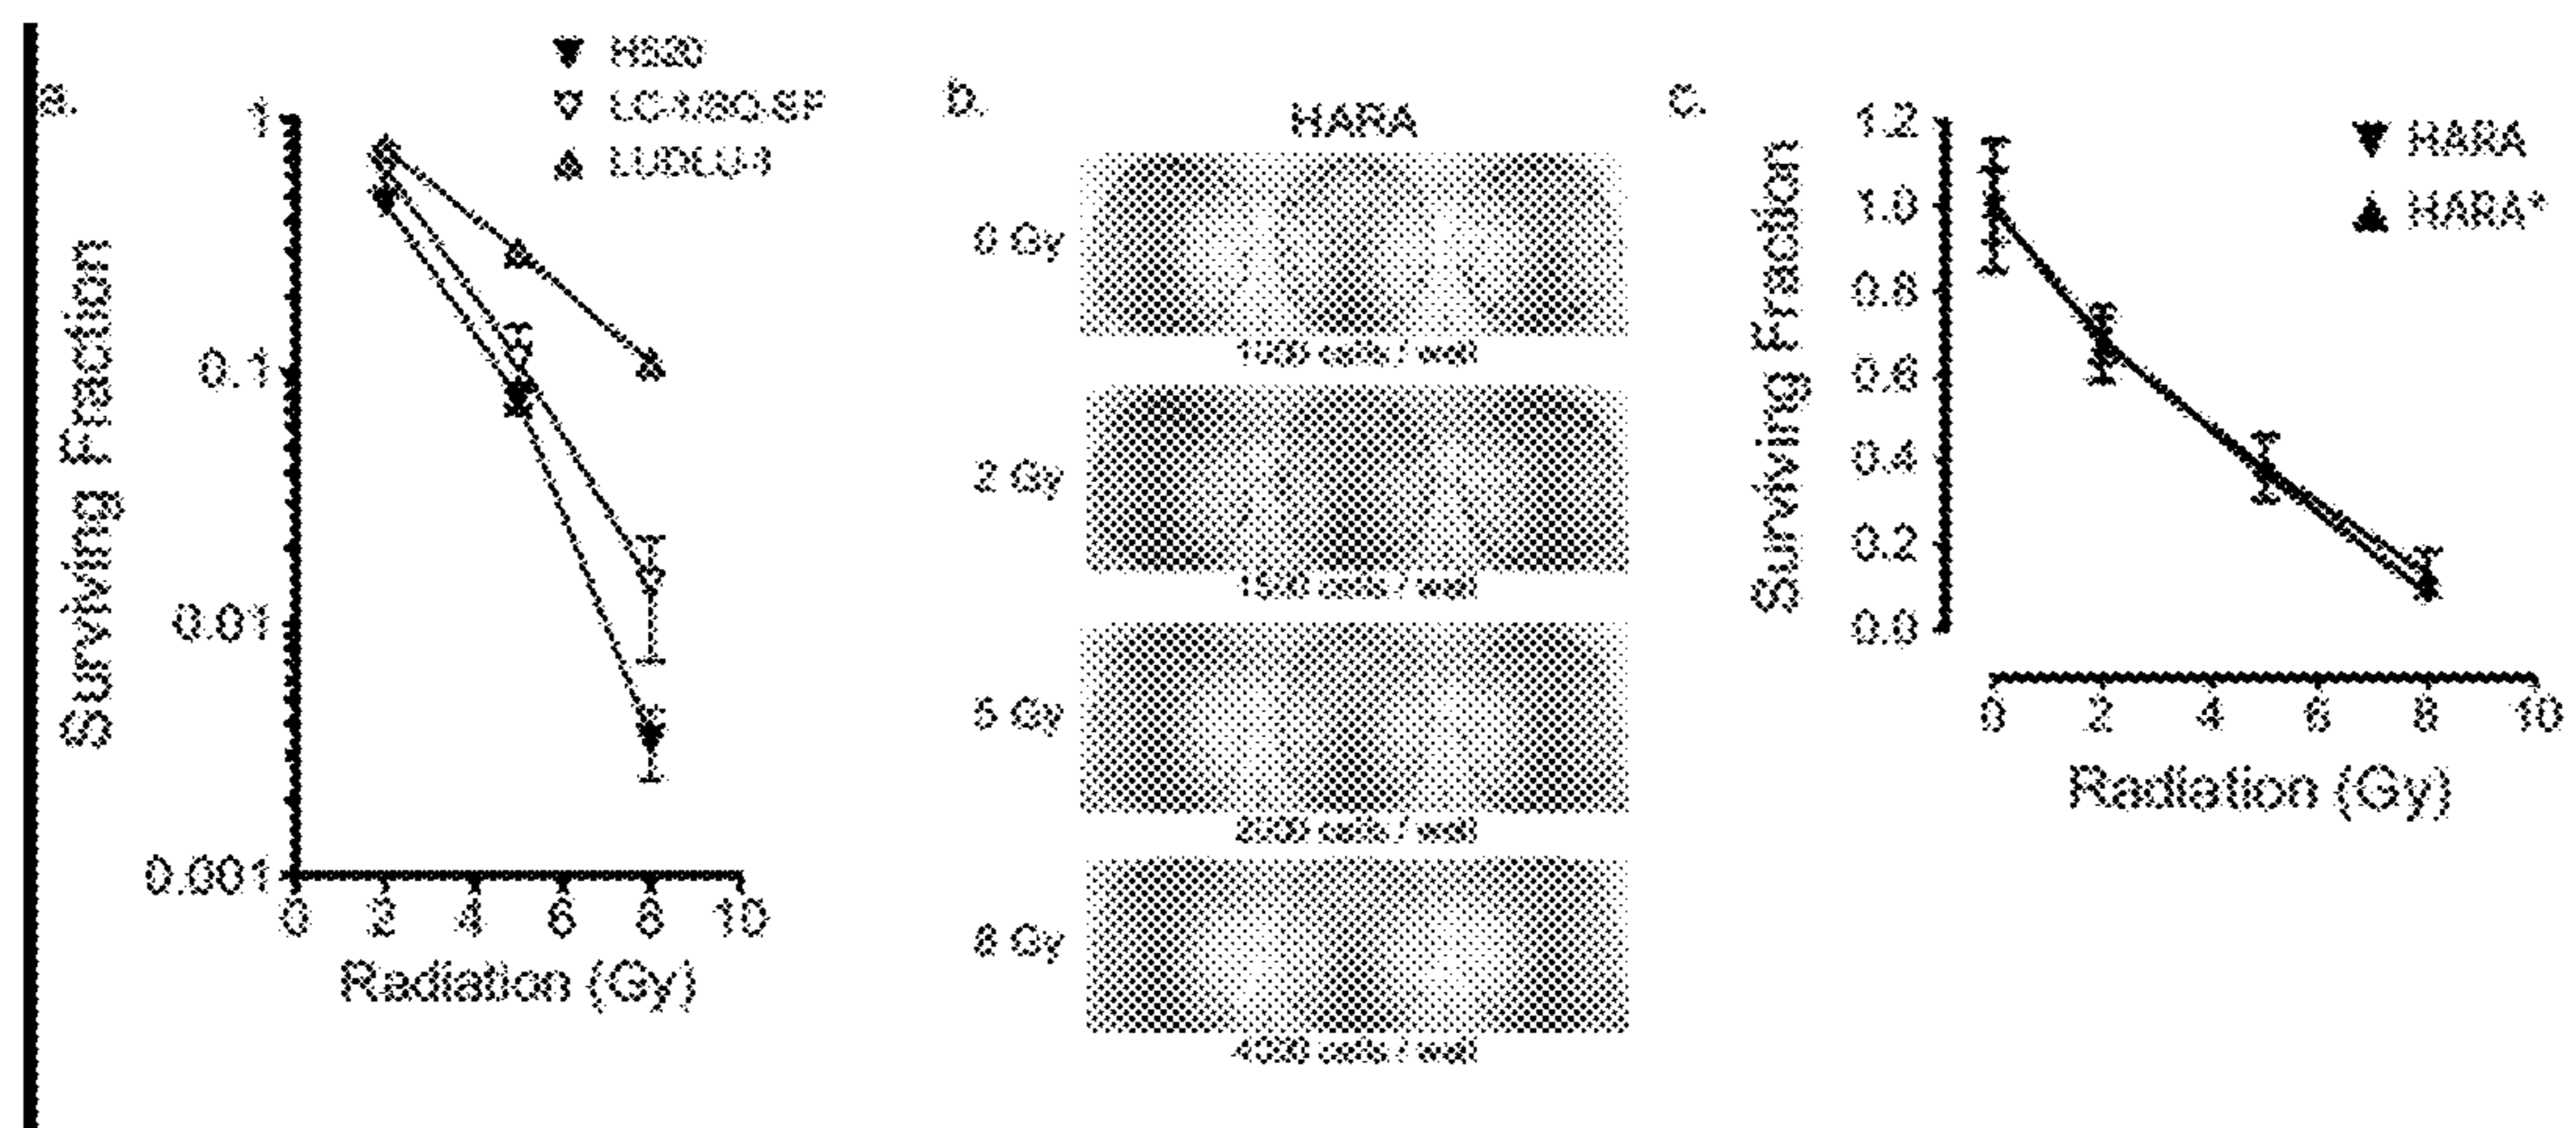 a.
H520
LC-1/SQ-SF
LUDLU-1
Surviving Fraction
1
0.1
0.01
0.001
0 2 4 6 8 10
Radiation (Gy)
b.
HARA
0 Gy
1000 cells / well
2 Gy
1500 cells / well
5 Gy
cells / well
8 Gy
4000 cells / well
c.
HARA
HARA*
Surviving Fraction
1.2
1.0
0.8
0.6
0.4
0.2
0.0
0 2 4 6 8 10
Radiation (Gy)